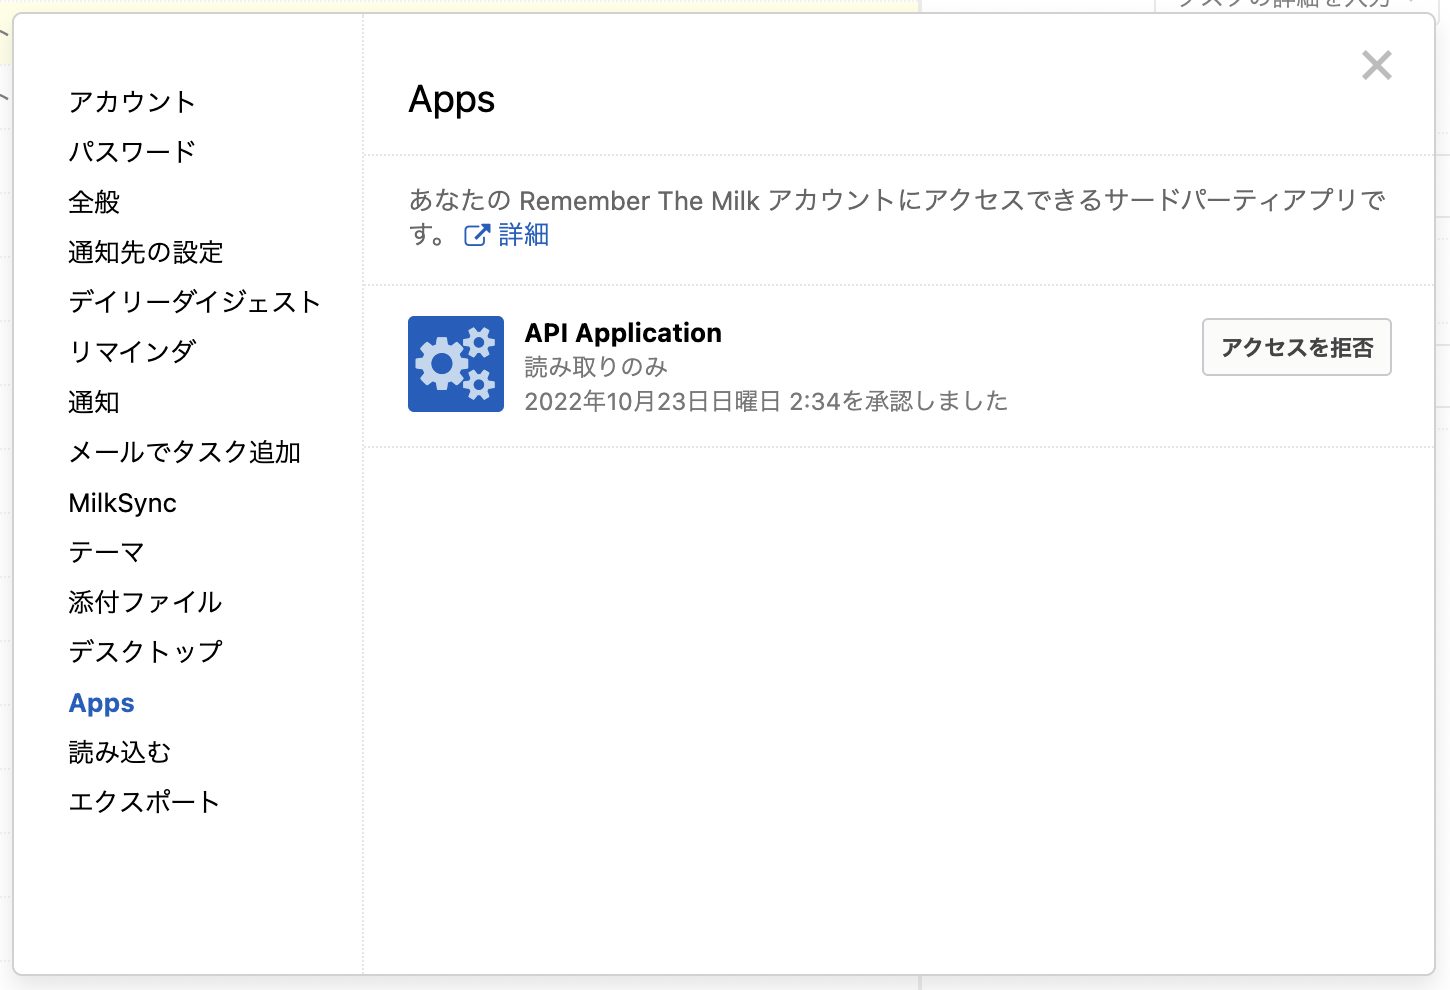 アカウント
パスワード
全般
通知先の設定
デイリーダイジェスト
リマインダ
通知
メールでタスク追加
MilkSync
テーマ
添付ファイル
デスクトップ
Apps
読み込む
エクスポート
Apps
あなたの Remember The Milk アカウントにアクセスできるサードパーティアプリで
す。 詳細
API Application
読み取りのみ
2022年10月23日日曜日 2:34を承認しました
アクセスを拒否